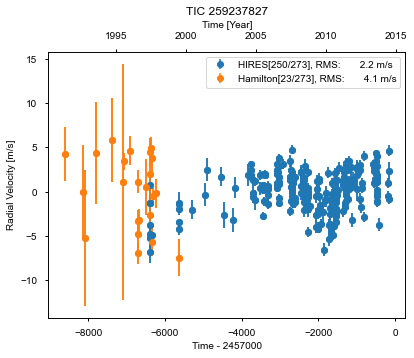 TIC 259237827
Time [Year]
1995 2000 2005 2010 2015
HIRES[250/273], RMS: 2.2 m/s
Hamilton[23/273], RMS: 4.1 m/s
Radial Velocity [m/s]
15
10
5
0
−5
−10
−8000 −6000 −4000 −2000 0
Time - 2457000